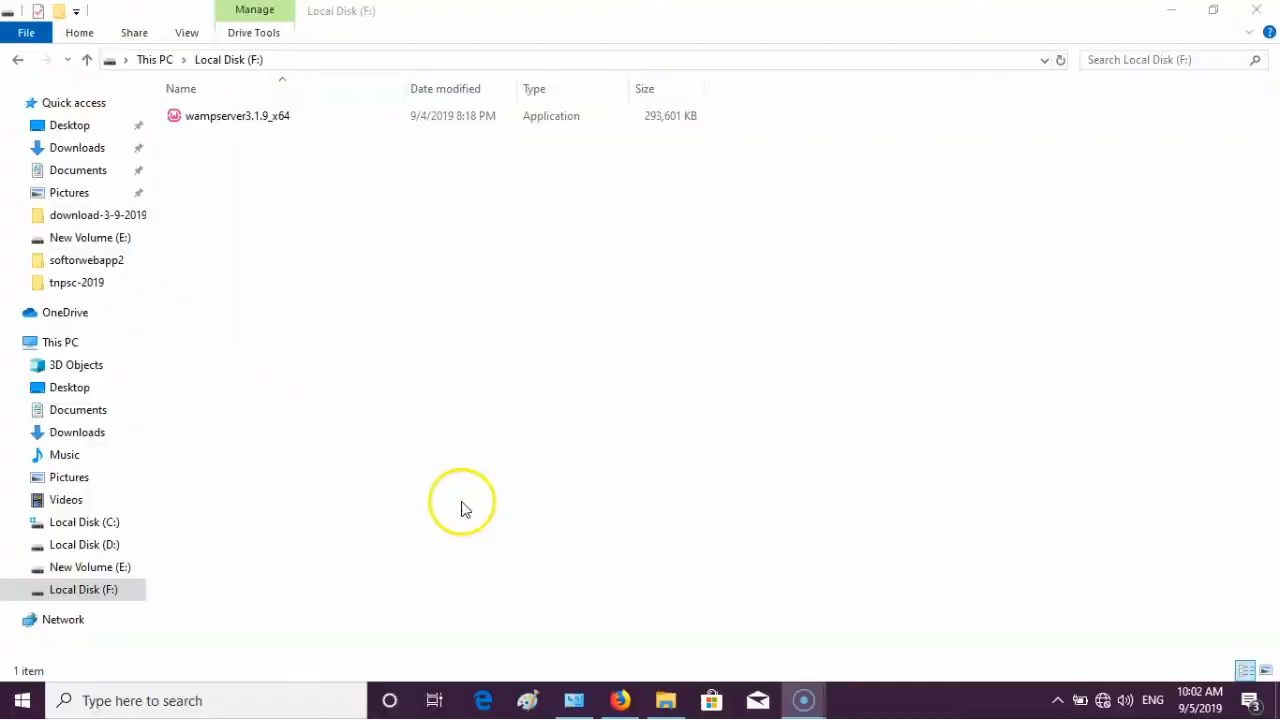 Manage
Local Disk (F:)
File
Home
Share
View
Drive Tools
This PC
Local Disk (F:)
Search Local Disk (F:)
Name
Date modified
Type
Size
wampserver3.1.9_x64
9/4/2019 8:18 PM
Application
293,601 KB
Quick access
Desktop
Downloads
Documents
Pictures
download-3-9-2019
New Volume (E:)
softorwebapp2
tnpsc-2019
OneDrive
This PC
3D Objects
Desktop
Documents
Downloads
Music
Pictures
Videos
Local Disk (C:)
Local Disk (D:)
New Volume (E:)
Local Disk (F:)
Network
1 item
Type here to search
ENG
10:02 AM
9/5/2019
3